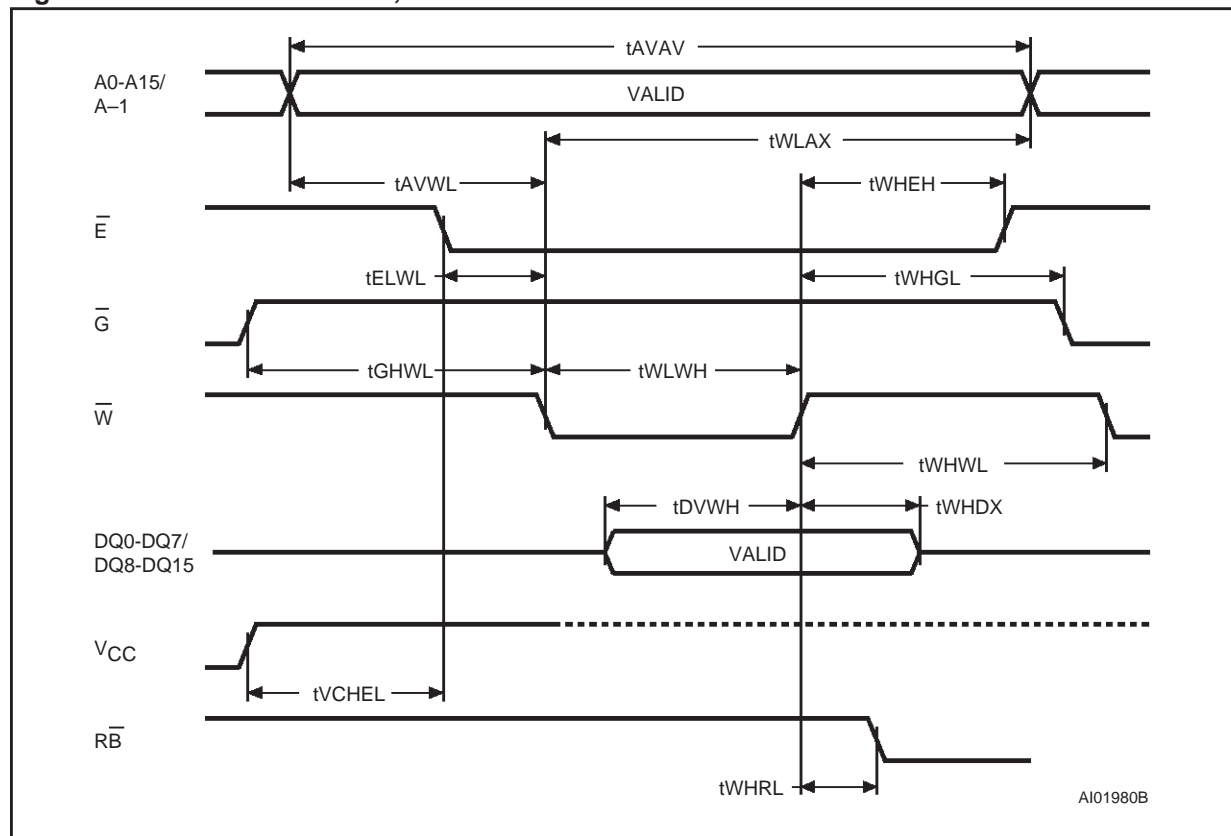 tAVAV
A0-A15/
A–1
VALID
tWLAX
tAVWL
tWHEH
E̅
tELWL
tWHGL
G̅
tGHWL
tWLWH
W̅
tWHWL
tDVWH
tWHDX
DQ0-DQ7/
DQ8-DQ15
VALID
VCC
tVCHEL
RB̅
tWHRL
AI01980B